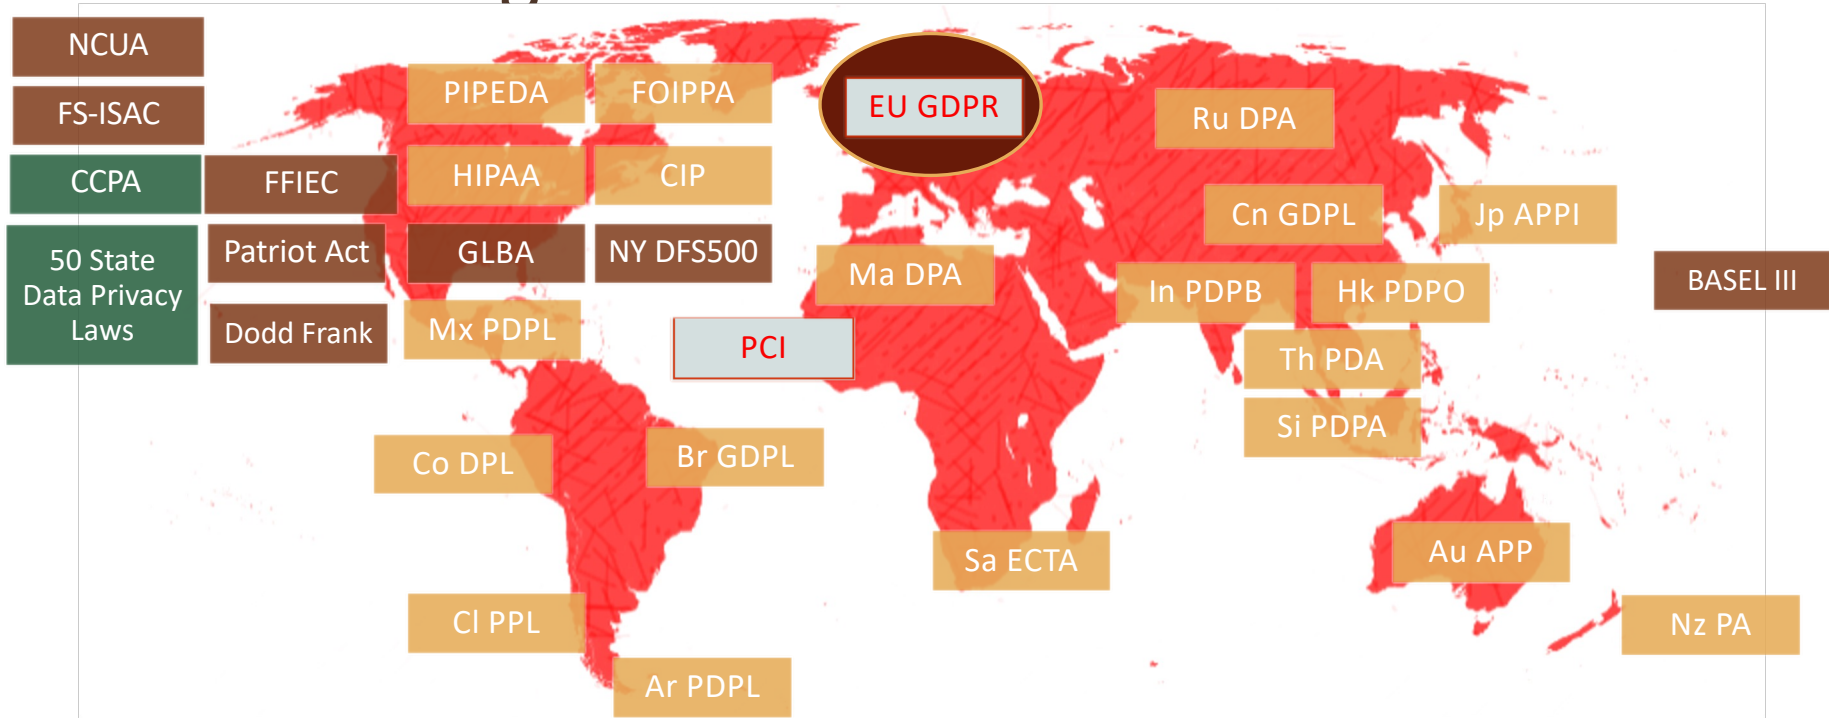 NCUA
FS-ISAC
CCPA
50 State
Data Privacy
Laws
FFIEC
Patriot Act
Dodd Frank
PIPEDA
FOIPPA
HIPAA
CIP
GLBA
NY DFS500
Mx PDPL
PCI
Co DPL
Br GDPL
Cl PPL
Ar PDPL
EU GDPR
Ma DPA
Sa ECTA
Ru DPA
Cn GDPL
Jp APPI
In PDPB
Hk PDPO
Th PDA
Si PDPA
Au APP
Nz PA
BASEL III